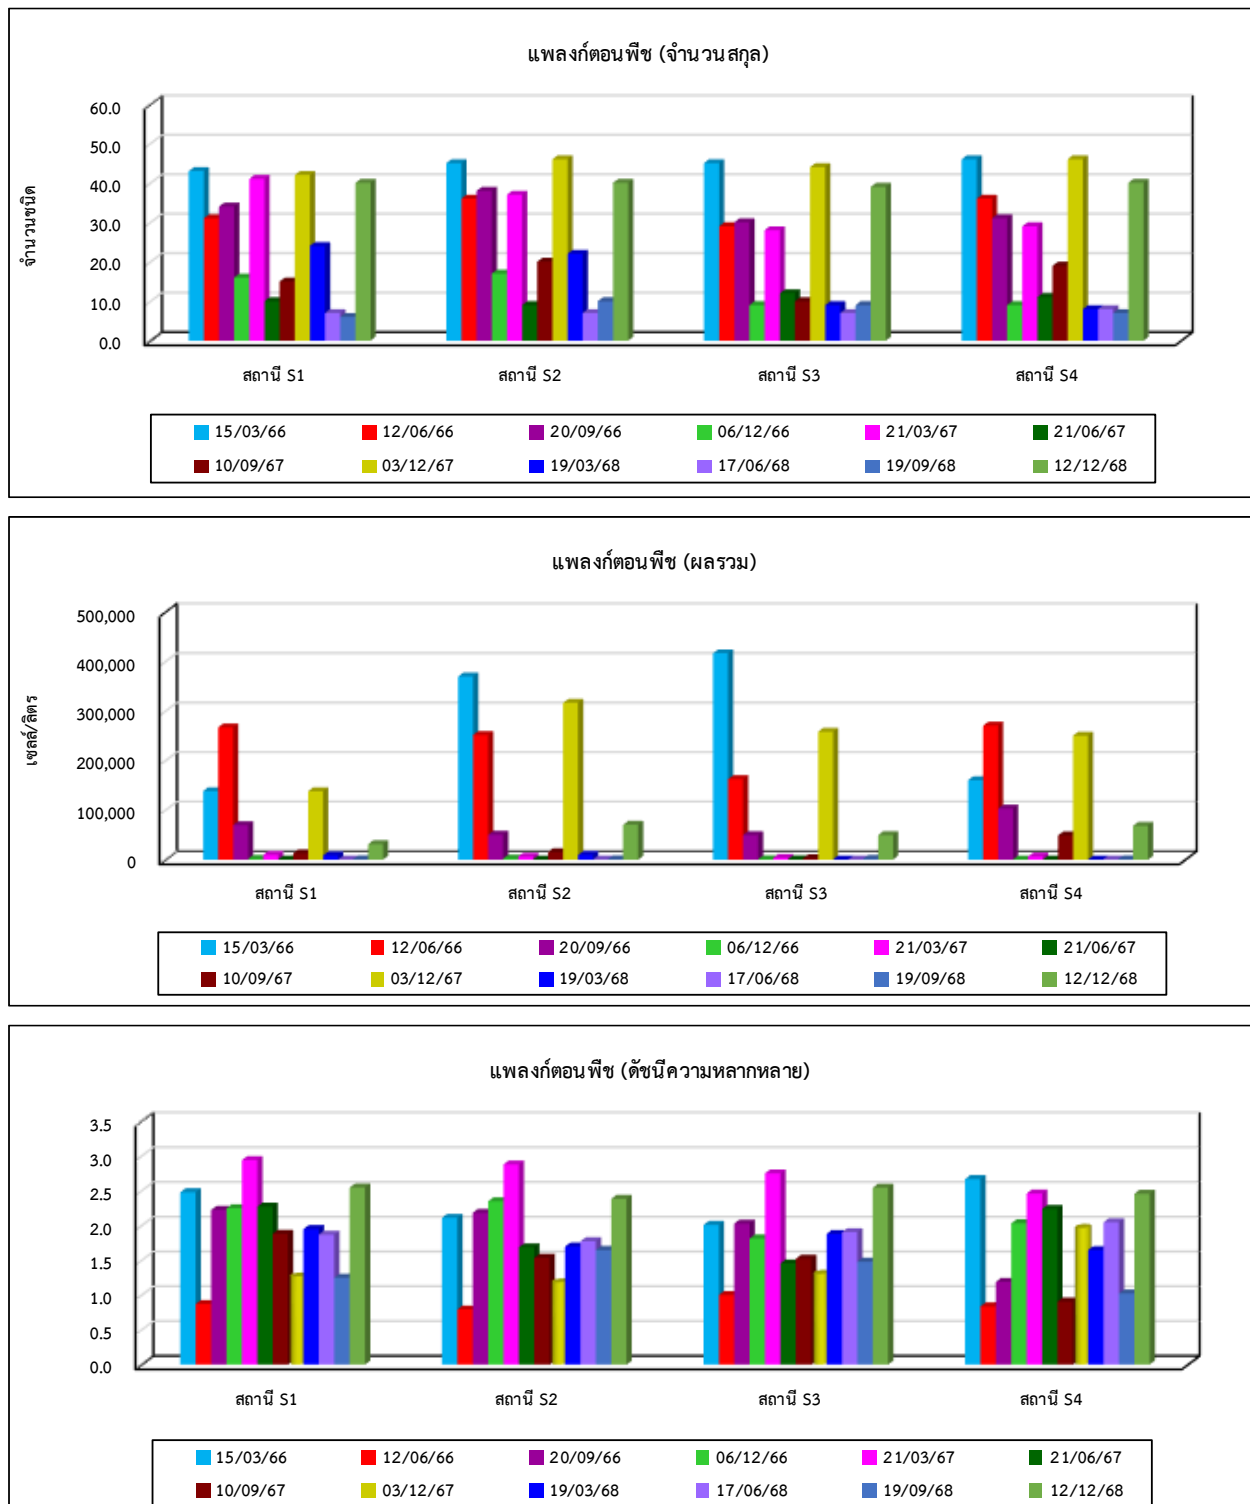 แพลงก์ตอนพืช (จำนวนสกุล)
จำนวนชนิด
60.0
50.0
40.0
30.0
20.0
10.0
0.0
สถานี S1 สถานี S2 สถานี S3 สถานี S4
15/03/66 12/06/66 20/09/66 06/12/66 21/03/67 21/06/67
10/09/67 03/12/67 19/03/68 17/06/68 19/09/68 12/12/68
แพลงก์ตอนพืช (ผลรวม)
เซลล์/ลิตร
500,000
400,000
300,000
200,000
100,000
0
สถานี S1 สถานี S2 สถานี S3 สถานี S4
15/03/66 12/06/66 20/09/66 06/12/66 21/03/67 21/06/67
10/09/67 03/12/67 19/03/68 17/06/68 19/09/68 12/12/68
แพลงก์ตอนพืช (ดัชนีความหลากหลาย)
3.5
3.0
2.5
2.0
1.5
1.0
0.5
0.0
สถานี S1 สถานี S2 สถานี S3 สถานี S4
15/03/66 12/06/66 20/09/66 06/12/66 21/03/67 21/06/67
10/09/67 03/12/67 19/03/68 17/06/68 19/09/68 12/12/68